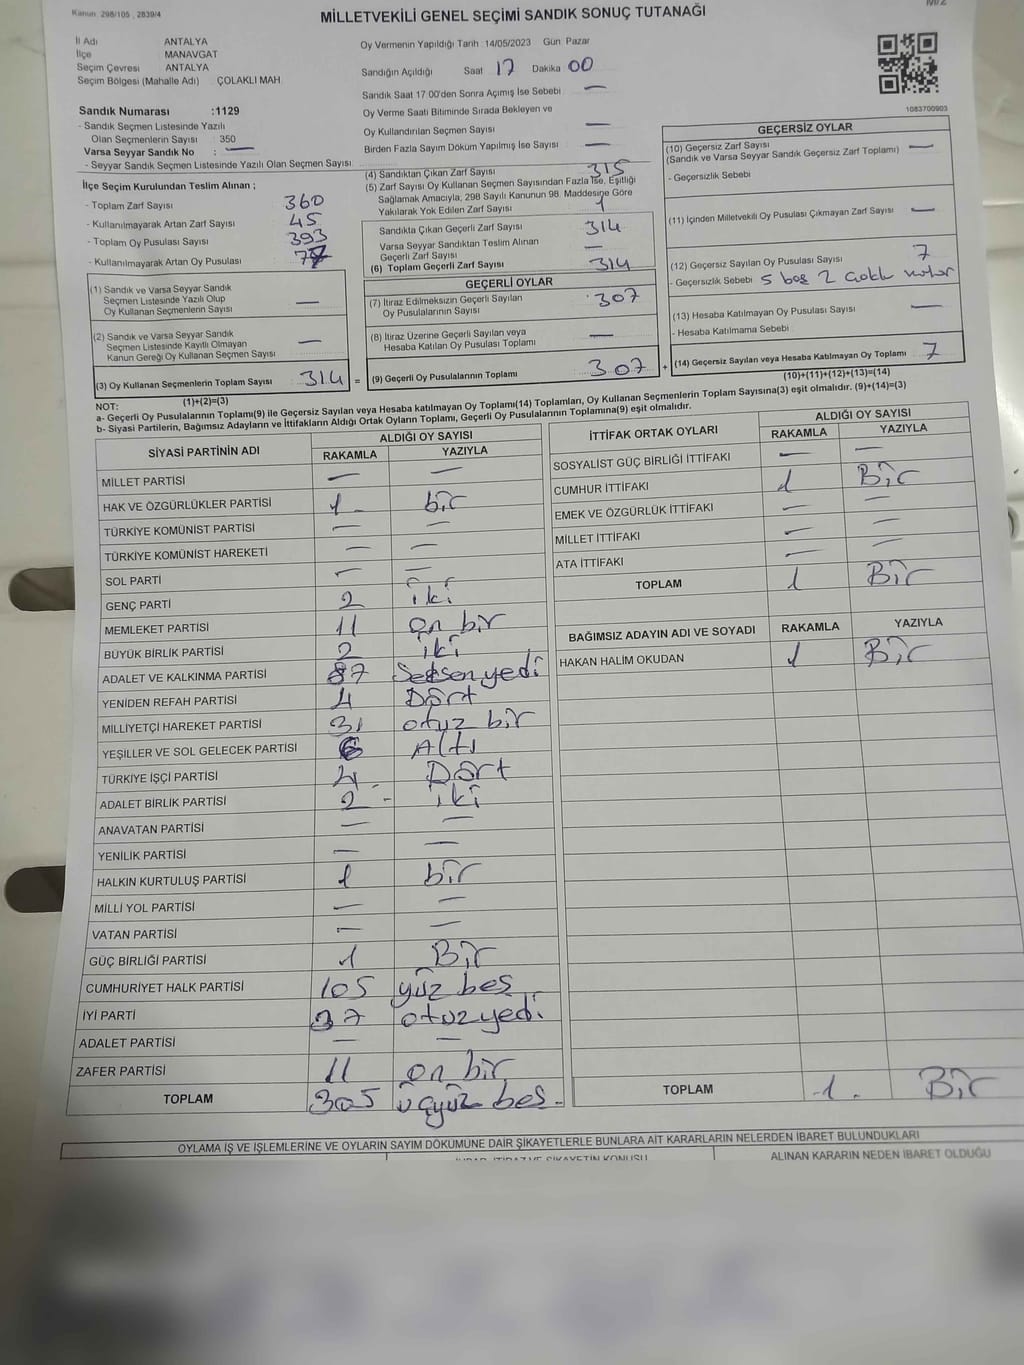 Kanun: 298/105 , 2839/4
MİLLETVEKİLİ GENEL SEÇİMİ SANDIK SONUÇ TUTANAĞI
İl Adı ANTALYA
İlçe MANAVGAT
Seçim Çevresi ANTALYA
Seçim Bölgesi (Mahalle Adı) ÇOLAKLI MAH.
Sandık Numarası :1129
- Sandık Seçmen Listesinde Yazılı
Olan Seçmenlerin Sayısı : 350
Varsa Seyyar Sandık No : —
- Seyyar Sandık Seçmen Listesinde Yazılı Olan Seçmen Sayısı
Oy Vermenin Yapıldığı Tarih :14/05/2023 Gün Pazar
Sandığın Açıldığı Saat 17 Dakika 00
Sandık Saat 17.00'den Sonra Açımış İse Sebebi —
Oy Verme Saati Bitiminde Sırada Bekleyen ve
Oy Kullandırılan Seçmen Sayısı —
Birden Fazla Sayım Döküm Yapılmış İse Sayısı —
1083700903
İlçe Seçim Kurulundan Teslim Alınan ;
- Toplam Zarf Sayısı 360
- Kullanılmayarak Artan Zarf Sayısı 45
- Toplam Oy Pusulası Sayısı 393
- Kullanılmayarak Artan Oy Pusulası
(4) Sandıktan Çıkan Zarf Sayısı 315
(5) Zarf Sayısı Oy Kullanan Seçmen Sayısından Fazla İse, Eşitliği
Sağlamak Amacıyla; 298 Sayılı Kanunun 98. Maddesine Göre
Yakılarak Yok Edilen Zarf Sayısı 1
Sandıkta Çıkan Geçerli Zarf Sayısı 314
Varsa Seyyar Sandıktan Teslim Alınan
Geçerli Zarf Sayısı —
(6) Toplam Geçerli Zarf Sayısı 314
GEÇERSİZ OYLAR
(10) Geçersiz Zarf Sayısı —
(Sandık ve Varsa Seyyar Sandık Geçersiz Zarf Toplamı)
- Geçersizlik Sebebi
(11) İçinden Milletvekili Oy Pusulası Çıkmayan Zarf Sayısı —
(12) Geçersiz Sayılan Oy Pusulası Sayısı 7
- Geçersizlik Sebebi 5 boş 2
(13) Hesaba Katılmayan Oy Pusulası Sayısı —
- Hesaba Katılmama Sebebi
(14) Geçersiz Sayılan veya Hesaba Katılmayan Oy Toplamı 7
(10)+(11)+(12)+(13)=(14)
(1) Sandık ve Varsa Seyyar Sandık
Seçmen Listesinde Yazılı Olup
Oy Kullanan Seçmenlerin Sayısı —
(2) Sandık ve Varsa Seyyar Sandık
Seçmen Listesinde Kayıtlı Olmayan
Kanun Gereği Oy Kullanan Seçmen Sayısı —
(3) Oy Kullanan Seçmenlerin Toplam Sayısı 314 =
(1)+(2)=(3)
GEÇERLİ OYLAR
(7) İtiraz Edilmeksizin Geçerli Sayılan
Oy Pusulalarının Sayısı 307
(8) İtiraz Üzerine Geçerli Sayılan veya
Hesaba Katılan Oy Pusulası Toplamı —
(9) Geçerli Oy Pusulalarının Toplamı 307 +
NOT:
a- Geçerli Oy Pusulalarının Toplamı(9) ile Geçersiz Sayılan veya Hesaba katılmayan Oy Toplamı(14) Toplamları, Oy Kullanan Seçmenlerin Toplam Sayısına(3) eşit olmalıdır. (9)+(14)=(3)
b- Siyasi Partilerin, Bağımsız Adayların ve İttifakların Aldığı Ortak Oyların Toplamı, Geçerli Oy Pusulalarının Toplamına(9) eşit olmalıdır.
SİYASİ PARTİNİN ADI ALDIĞI OY SAYISI
RAKAMLA YAZIYLA
MİLLET PARTİSİ — —
HAK VE ÖZGÜRLÜKLER PARTİSİ 1 - bir
TÜRKİYE KOMÜNİST PARTİSİ — —
TÜRKİYE KOMÜNİST HAREKETİ — —
SOL PARTİ — —
GENÇ PARTİ 2 iki
MEMLEKET PARTİSİ 11 On bir
BÜYÜK BİRLİK PARTİSİ 2 iki
ADALET VE KALKINMA PARTİSİ 87 Seksen yedi
YENİDEN REFAH PARTİSİ 4 Dört
MİLLİYETÇİ HAREKET PARTİSİ 31 otuz bir
YEŞİLLER VE SOL GELECEK PARTİSİ 6 Altı
TÜRKİYE İŞÇİ PARTİSİ 4 Dört
ADALET BİRLİK PARTİSİ 2 - iki
ANAVATAN PARTİSİ — —
YENİLİK PARTİSİ — —
HALKIN KURTULUŞ PARTİSİ 1 bir
MİLLİ YOL PARTİSİ — —
VATAN PARTİSİ — —
GÜÇ BİRLİĞİ PARTİSİ 1 Bir
CUMHURİYET HALK PARTİSİ 105 yüz beş
İYİ PARTİ 37 otuz yedi
ADALET PARTİSİ — —
ZAFER PARTİSİ 11 on bir
TOPLAM 305 üçyüz beş -
İTTİFAK ORTAK OYLARI ALDIĞI OY SAYISI
RAKAMLA YAZIYLA
SOSYALİST GÜÇ BİRLİĞİ İTTİFAKI — —
CUMHUR İTTİFAKI 1 Bir
EMEK VE ÖZGÜRLÜK İTTİFAKI — —
MİLLET İTTİFAKI — —
ATA İTTİFAKI — —
TOPLAM 1 Bir
BAĞIMSIZ ADAYIN ADI VE SOYADI RAKAMLA YAZIYLA
HAKAN HALİM OKUDAN 1 Bir
TOPLAM -1. Bir
OYLAMA İŞ VE İŞLEMLERİNE VE OYLARIN SAYIM DÖKÜMÜNE DAİR ŞİKAYETLERLE BUNLARA AİT KARARLARIN NELERDEN İBARET BULUNDUKLARI
ALINAN KARARIN NEDEN İBARET OLDUĞU